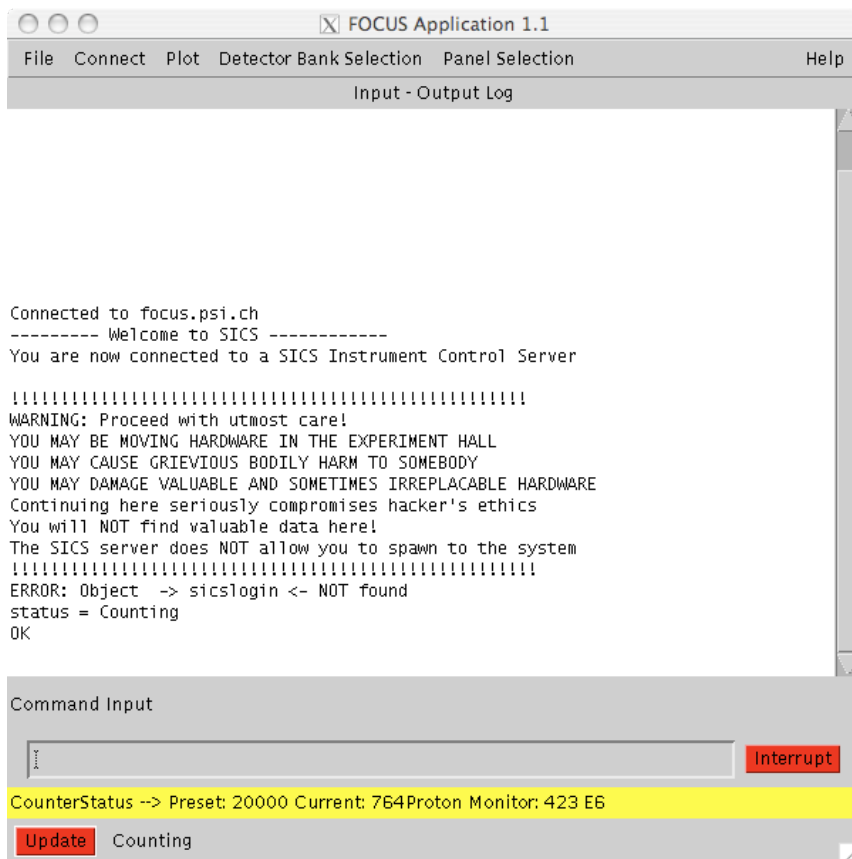 X FOCUS Application 1.1
File Connect Plot Detector Bank Selection Panel Selection Help
Input - Output Log
Connected to focus.psi.ch
--------- Welcome to SICS ------------
You are now connected to a SICS Instrument Control Server
!!!!!!!!!!!!!!!!!!!!!!!!!!!!!!!!!!!!!!!!!!!!!!!!!!!!
WARNING: Proceed with utmost care!
YOU MAY BE MOVING HARDWARE IN THE EXPERIMENT HALL
YOU MAY CAUSE GRIEVIOUS BODILY HARM TO SOMEBODY
YOU MAY DAMAGE VALUABLE AND SOMETIMES IRREPLACABLE HARDWARE
Continuing here seriously compromises hacker's ethics
You will NOT find valuable data here!
The SICS server does NOT allow you to spawn to the system
!!!!!!!!!!!!!!!!!!!!!!!!!!!!!!!!!!!!!!!!!!!!!!!!!!!!!
ERROR: Object  -> sicslogin <- NOT found
status = Counting
OK
Command Input
Interrupt
CounterStatus --> Preset: 20000 Current: 764Proton Monitor: 423 E6
Update Counting